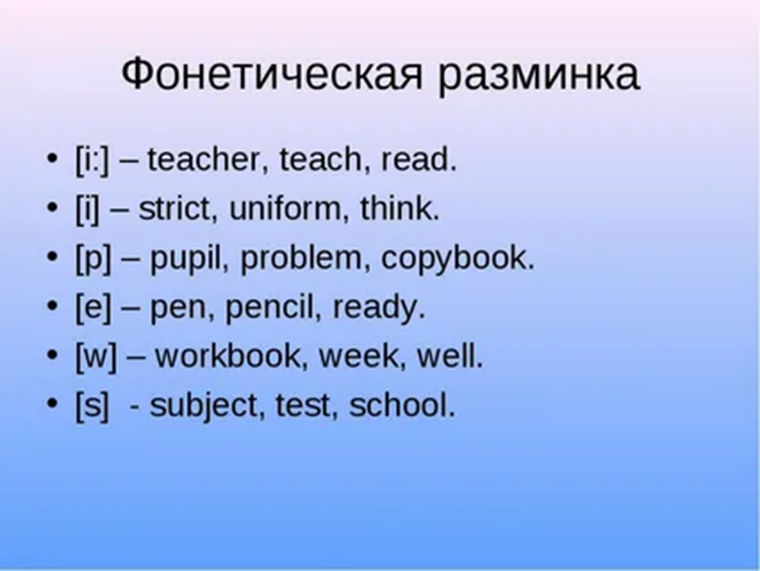 Фонетическая разминка
• [i:] – teacher, teach, read.
• [i] – strict, uniform, think.
• [p] – pupil, problem, copybook.
• [e] – pen, pencil, ready.
• [w] – workbook, week, well.
• [s]  - subject, test, school.